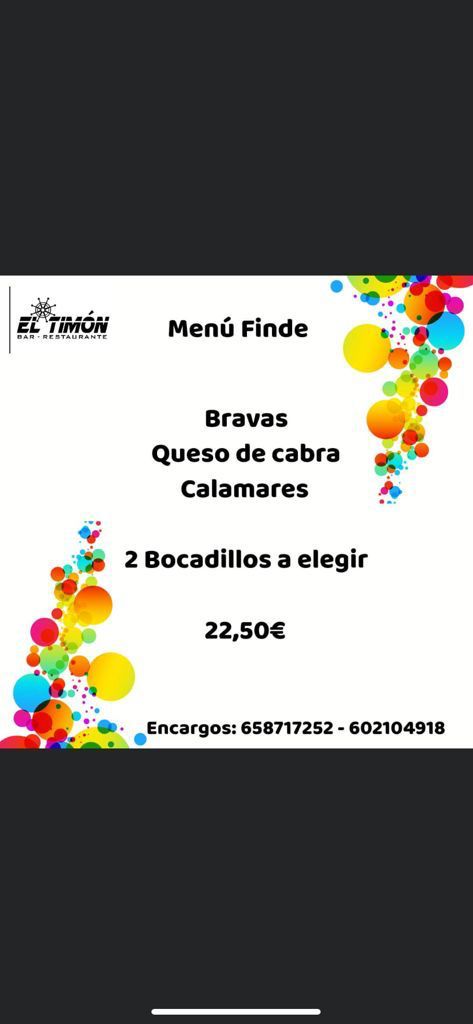 EL TIMÓN
BAR - RESTAURANTE
Menú Finde
Bravas
Queso de cabra
Calamares
2 Bocadillos a elegir
22,50€
Encargos: 658717252 - 602104918